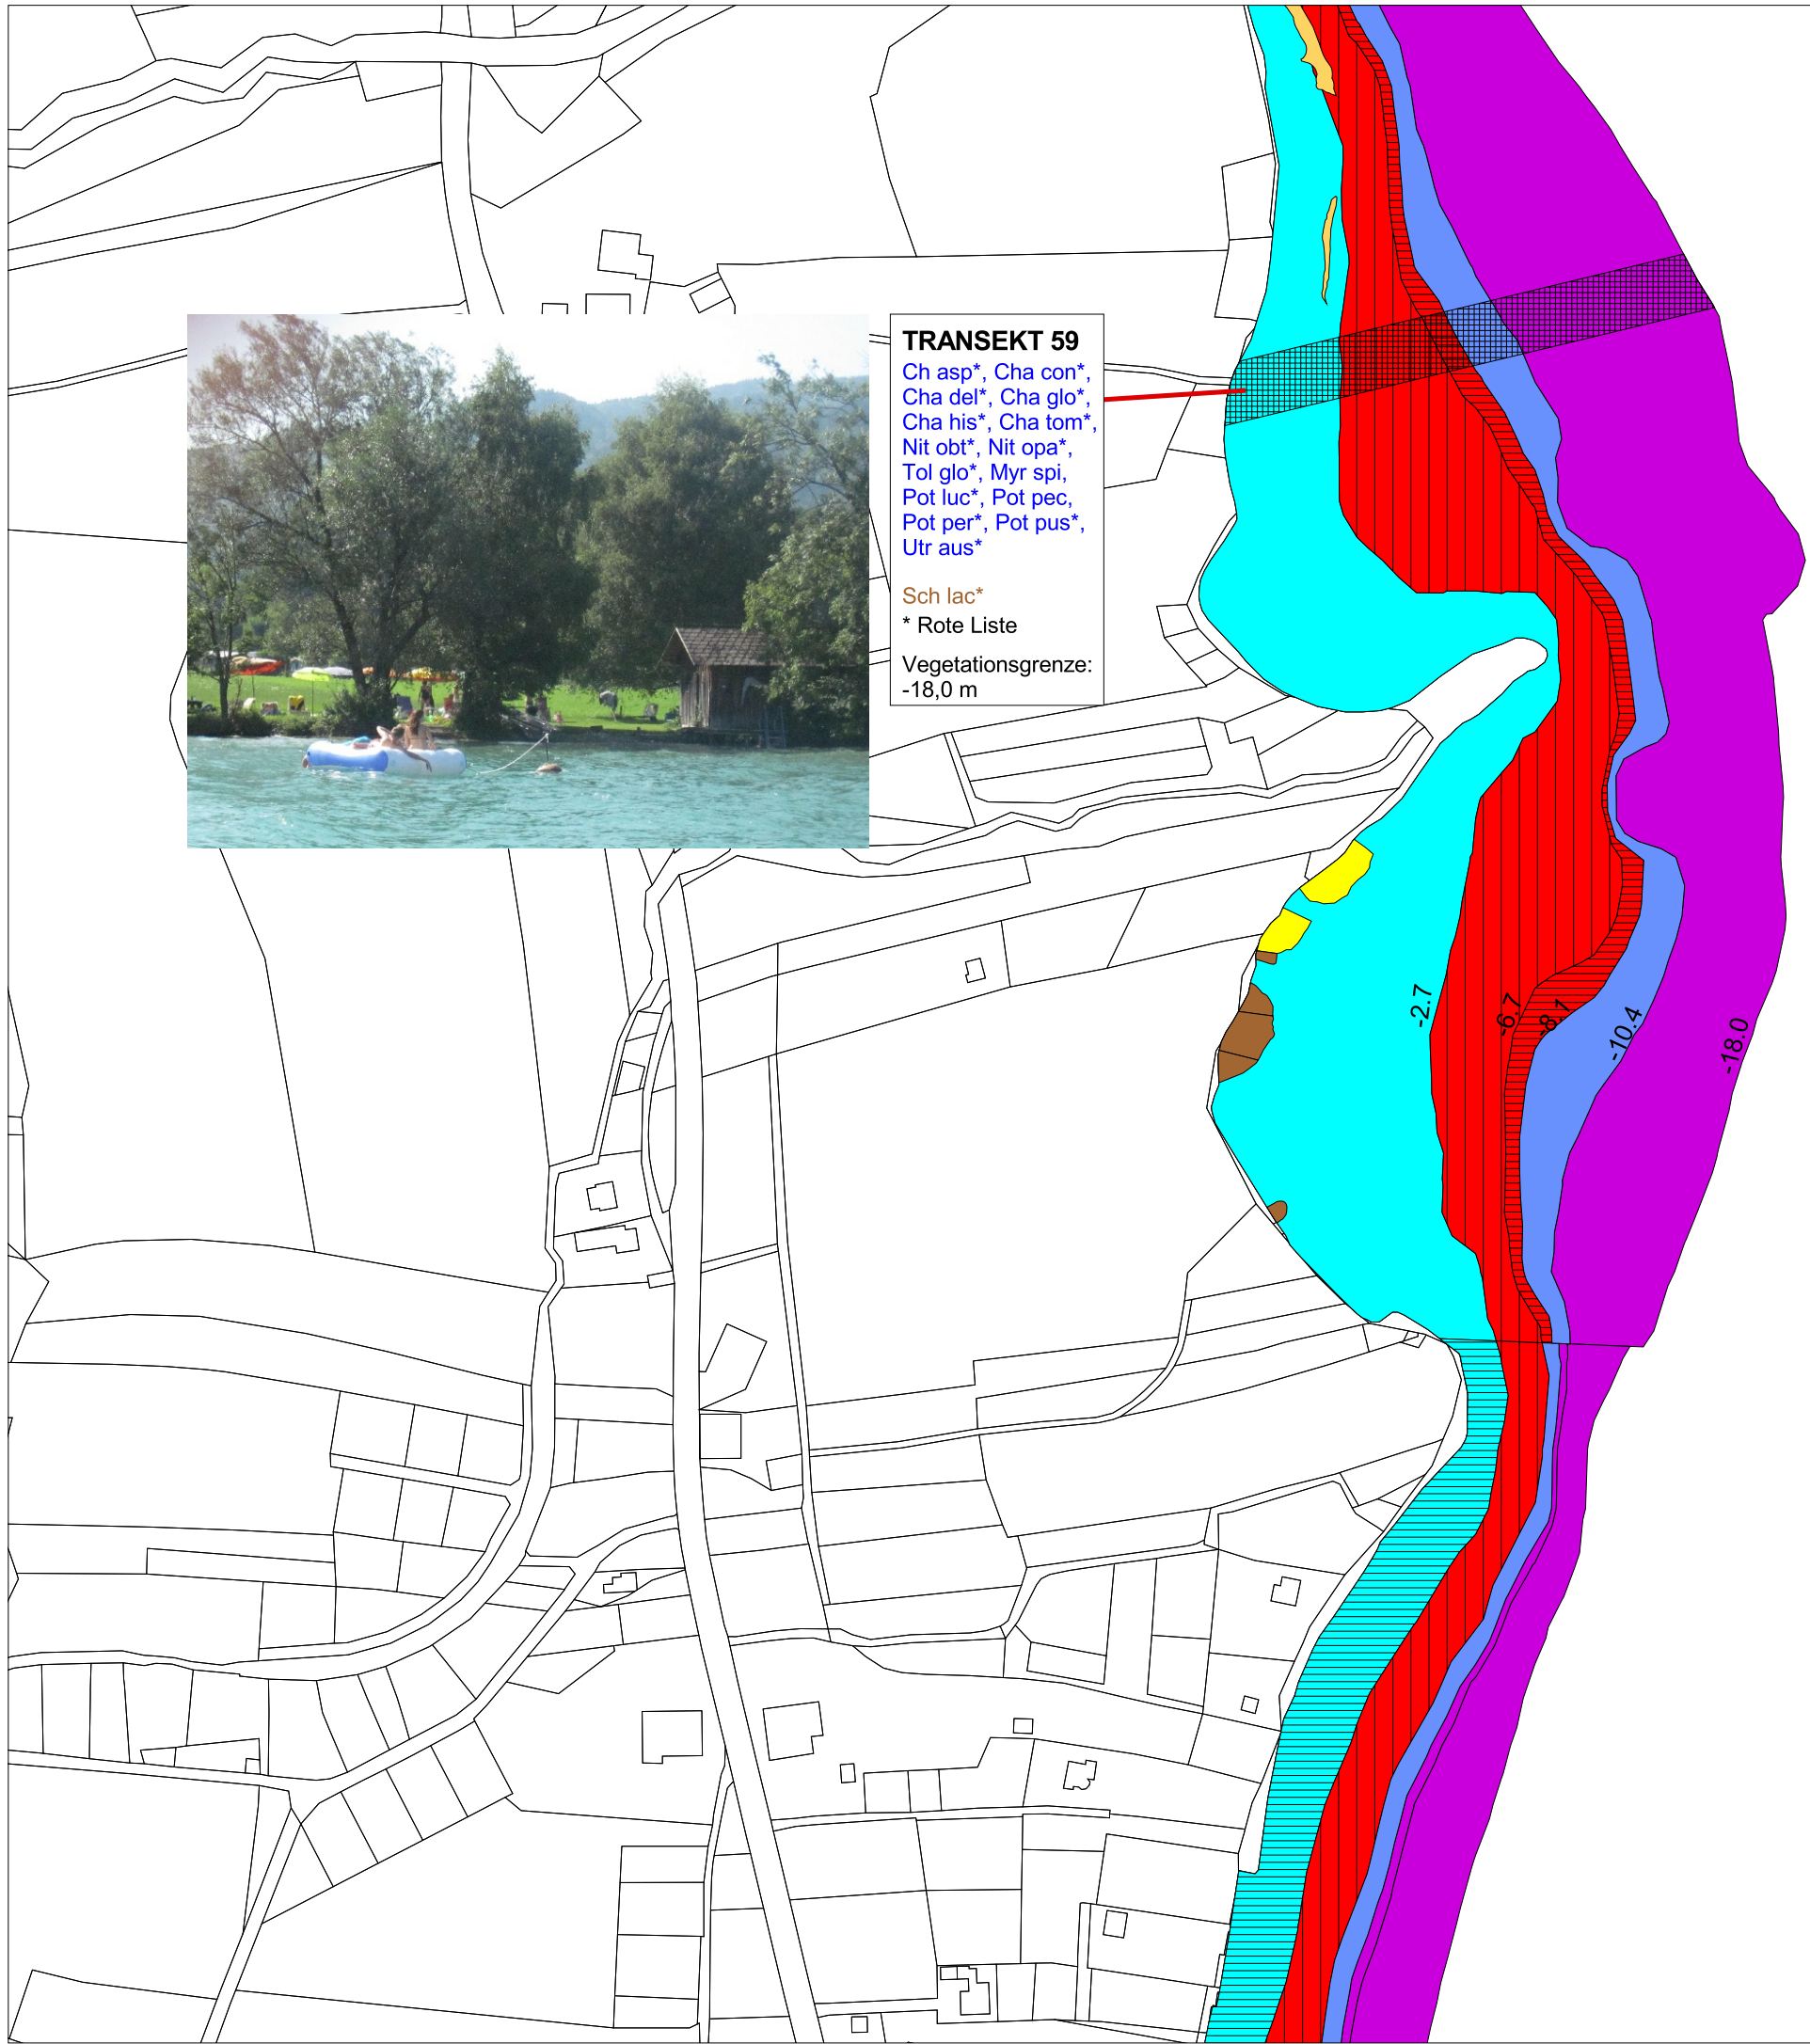 TRANSEKT 59
Ch asp*, Cha con*,
Cha del*, Cha glo*,
Cha his*, Cha tom*,
Nit obt*, Nit opa*,
Tol glo*, Myr spi,
Pot luc*, Pot pec,
Pot per*, Pot pus*,
Utr aus*
Sch lac*
* Rote Liste
Vegetationsgrenze:
-18,0 m
-2.7
-6.7
-8.1
-10.4
-18.0